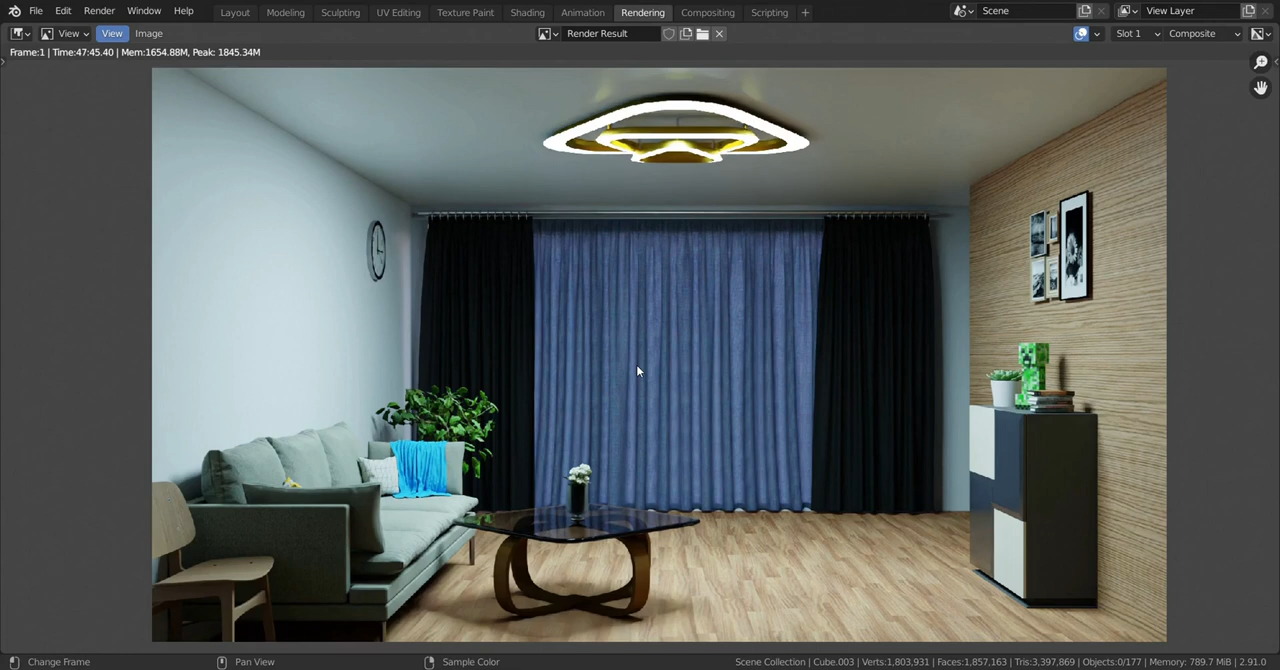 File Edit Render Window Help Layout Modeling Sculpting UV Editing Texture Paint Shading Animation Rendering Compositing Scripting + Scene View Layer
View View Image Render Result Slot 1 Composite
Frame:1 | Time:47:45.40 | Mem:1654.88M, Peak: 1845.34M
Change Frame Pan View Sample Color Scene Collection | Cube.003 | Verts:1,803,931 | Faces:1,857,163 | Tris:3,397,869 | Objects:0/177 | Memory: 789.7 MiB | 2.91.0